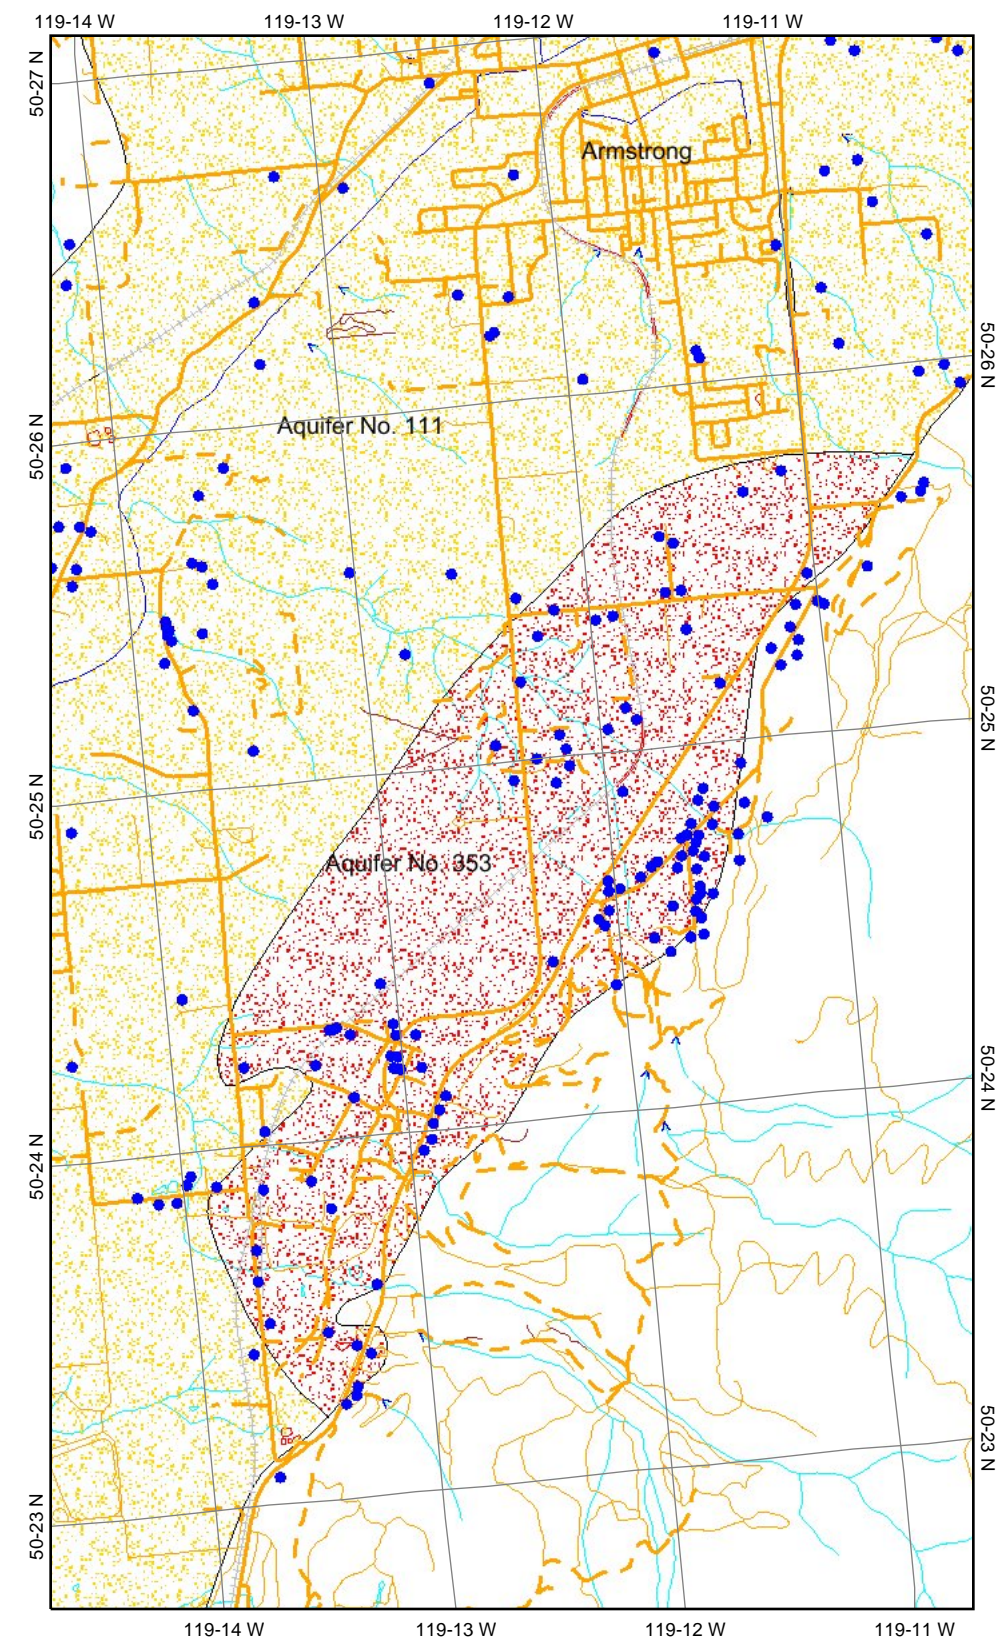 119-14 W 119-13 W 119-12 W 119-11 W
50-27 N
Armstrong
50-26 N
50-26 N
Aquifer No. 111
50-25 N
50-25 N
Aquifer No. 353
50-24 N
50-24 N
50-23 N
50-23 N
119-14 W 119-13 W 119-12 W 119-11 W